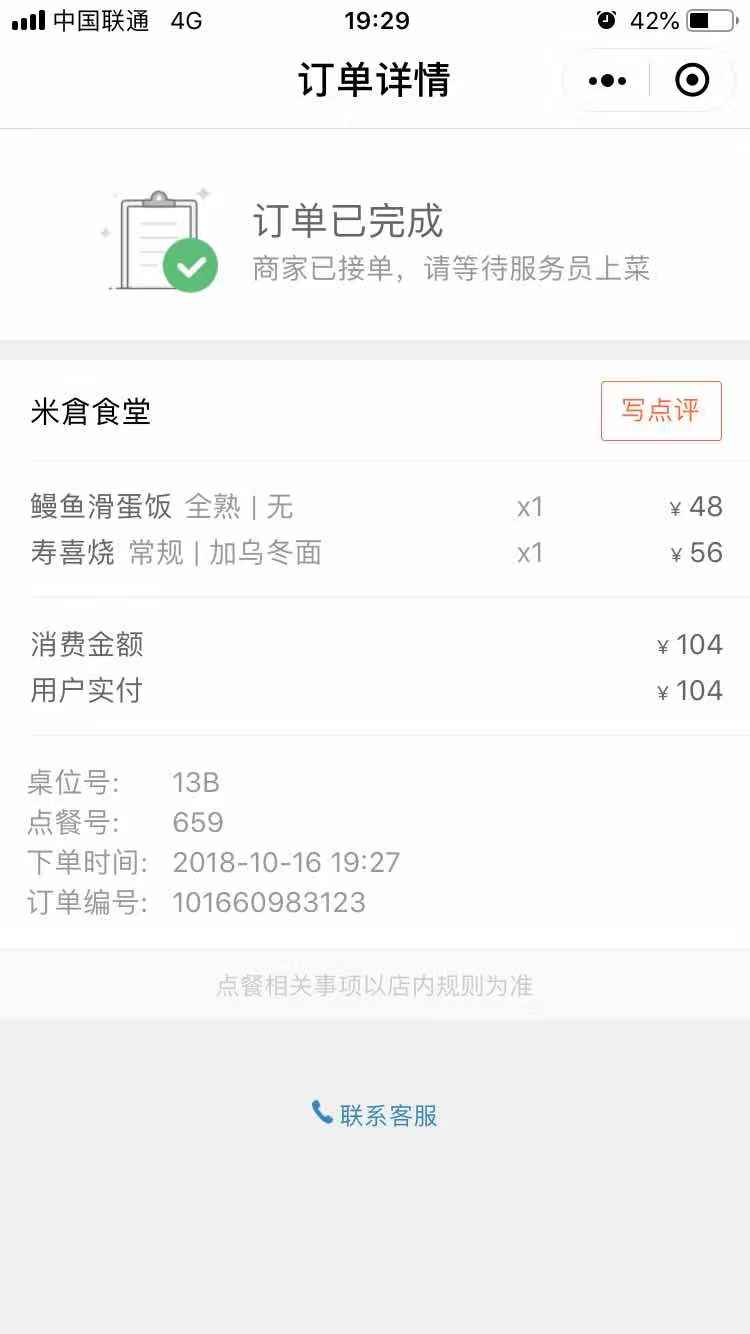 中国联通 4G 19:29 42%
订单详情
订单已完成
商家已接单，请等待服务员上菜
米倉食堂 写点评
鳗鱼滑蛋饭 全熟 | 无 x1 ¥ 48
寿喜烧 常规 | 加乌冬面 x1 ¥ 56
消费金额 ¥ 104
用户实付 ¥ 104
桌位号: 13B
点餐号: 659
下单时间: 2018-10-16 19:27
订单编号: 101660983123
点餐相关事项以店内规则为准
联系客服